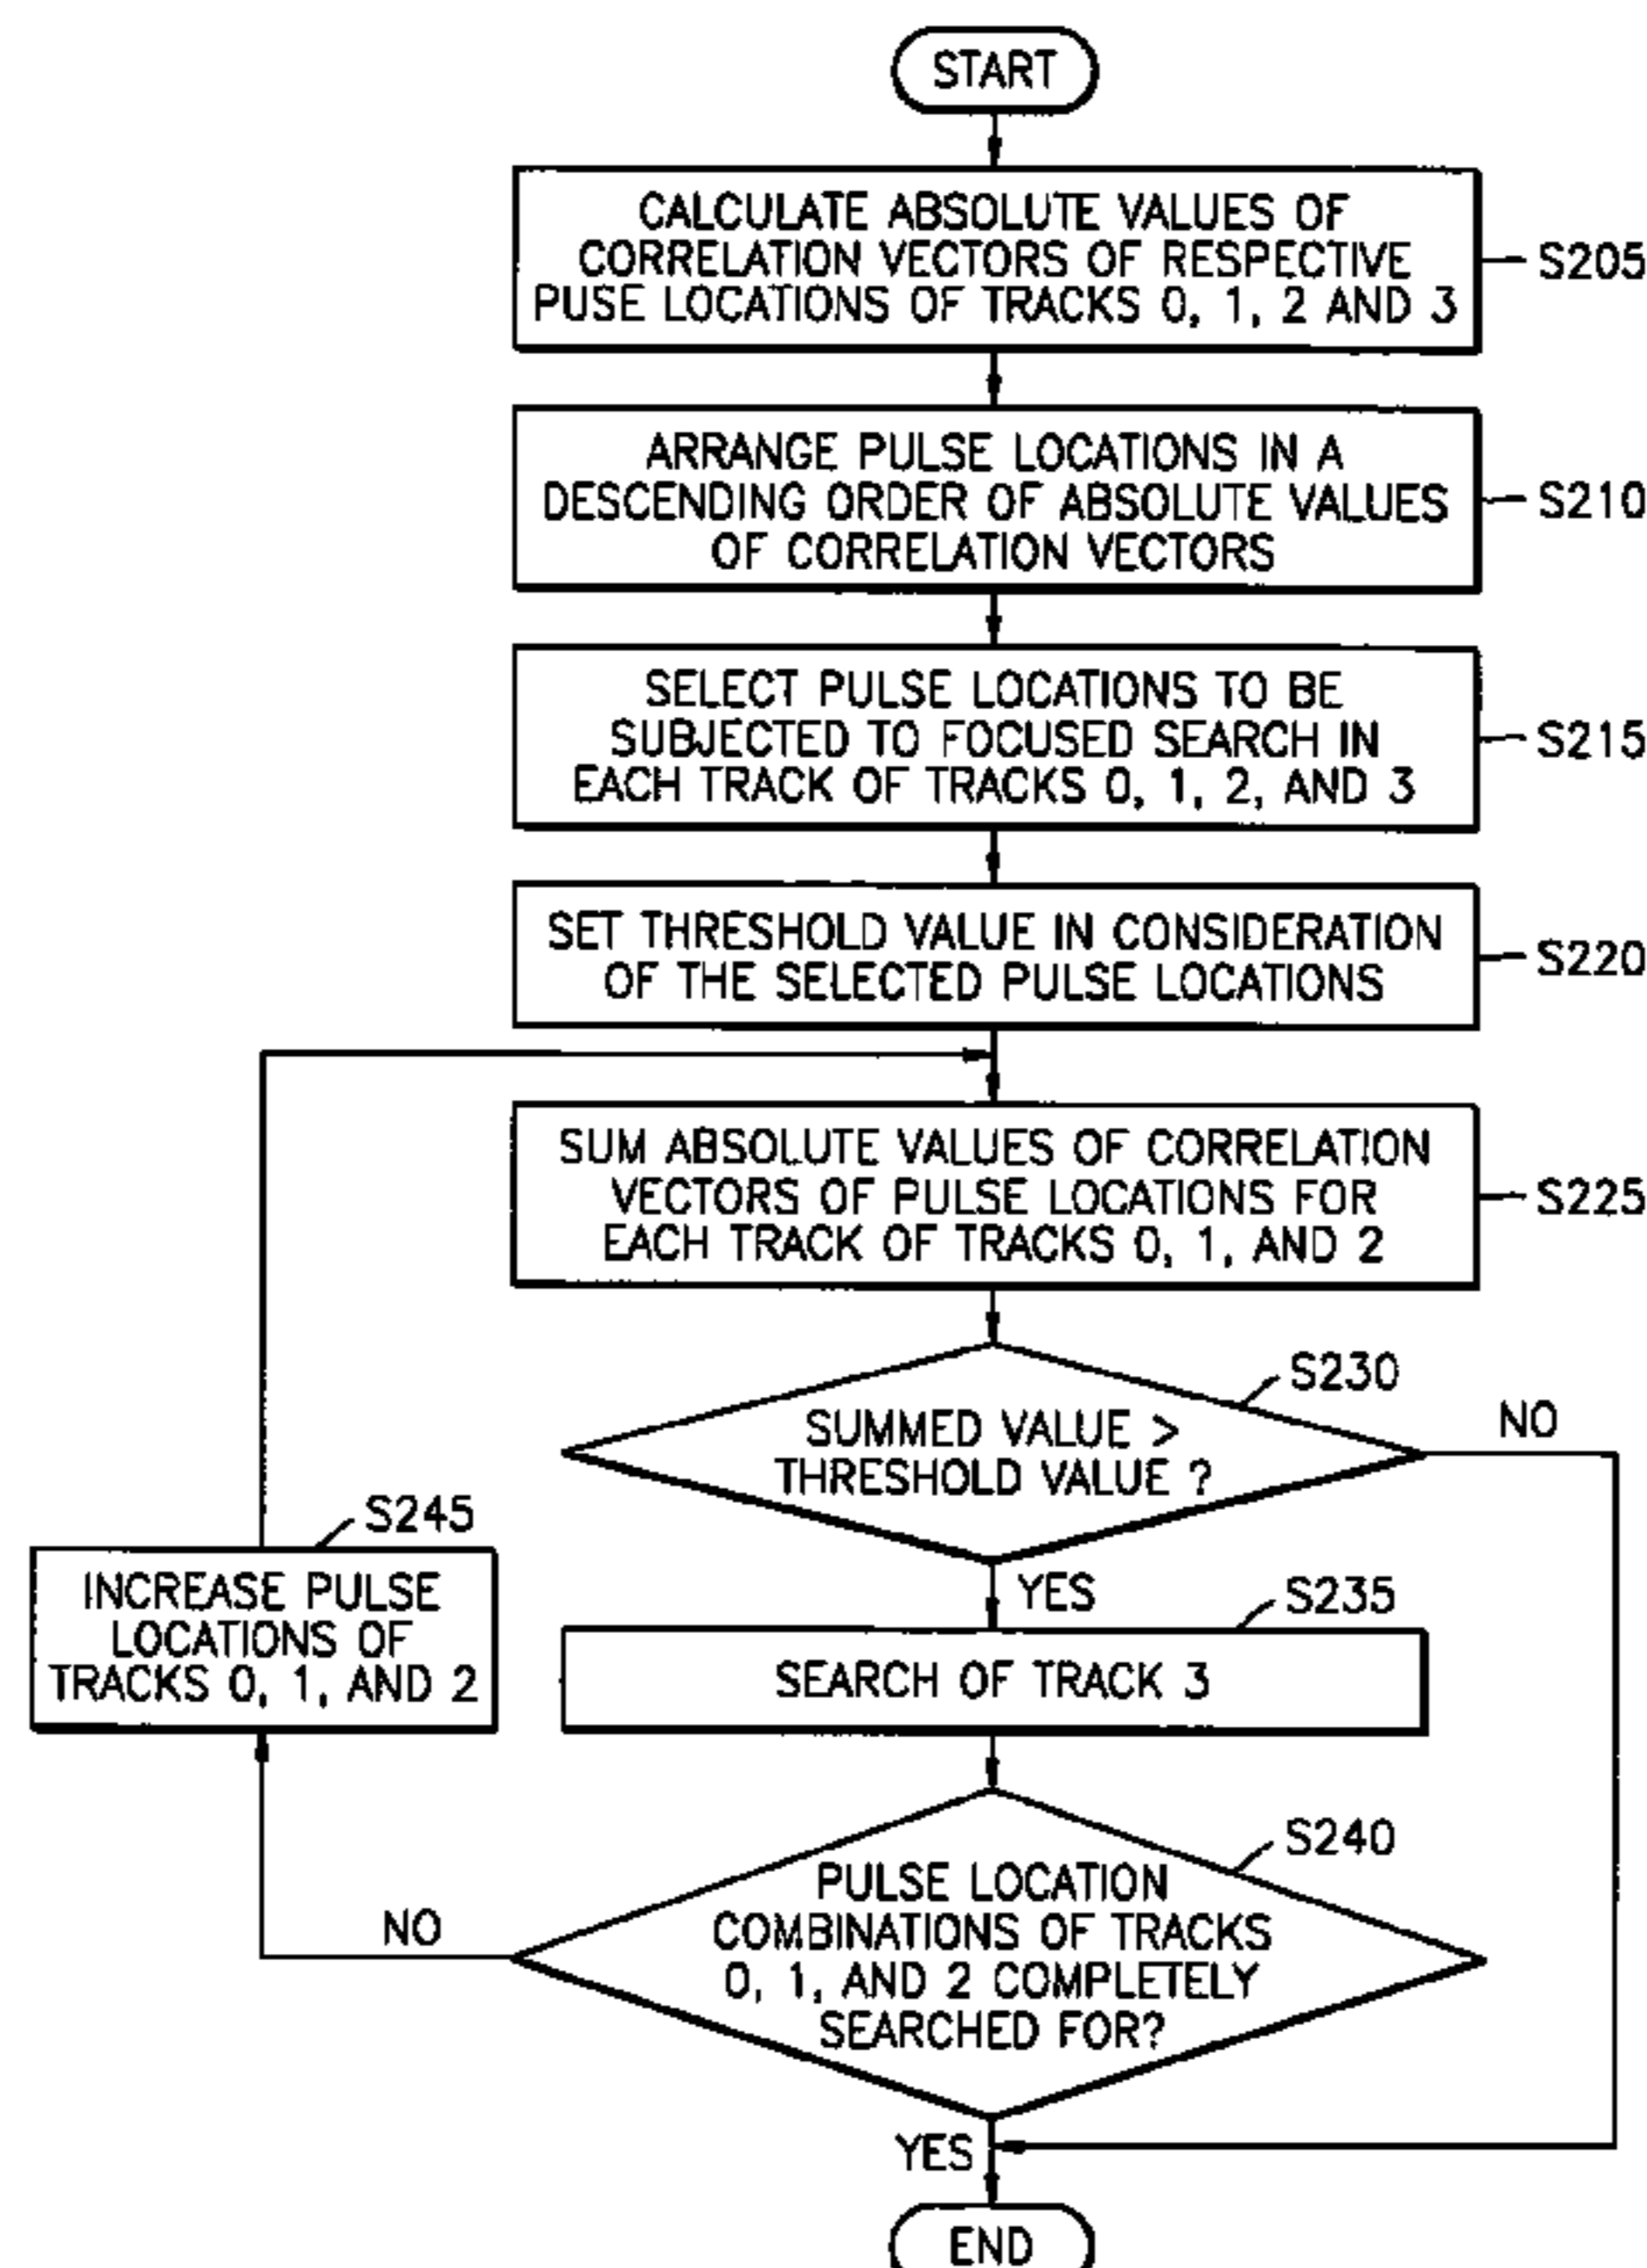 START
CALCULATE ABSOLUTE VALUES OF
CORRELATION VECTORS OF RESPECTIVE
PUSE LOCATIONS OF TRACKS 0, 1, 2 AND 3
S205
ARRANGE PULSE LOCATIONS IN A
DESCENDING ORDER OF ABSOLUTE VALUES
OF CORRELATION VECTORS
S210
SELECT PULSE LOCATIONS TO BE
SUBJECTED TO FOCUSED SEARCH IN
EACH TRACK OF TRACKS 0, 1, 2, AND 3
S215
SET THRESHOLD VALUE IN CONSIDERATION
OF THE SELECTED PULSE LOCATIONS
S220
SUM ABSOLUTE VALUES OF CORRELATION
VECTORS OF PULSE LOCATIONS FOR
EACH TRACK OF TRACKS 0, 1, AND 2
S225
S230
SUMMED VALUE >
THRESHOLD VALUE ?
NO
YES
S245
INCREASE PULSE
LOCATIONS OF
TRACKS 0, 1, AND 2
S235
SEARCH OF TRACK 3
S240
PULSE LOCATION
COMBINATIONS OF TRACKS
0, 1, AND 2 COMPLETELY
SEARCHED FOR?
NO
YES
END